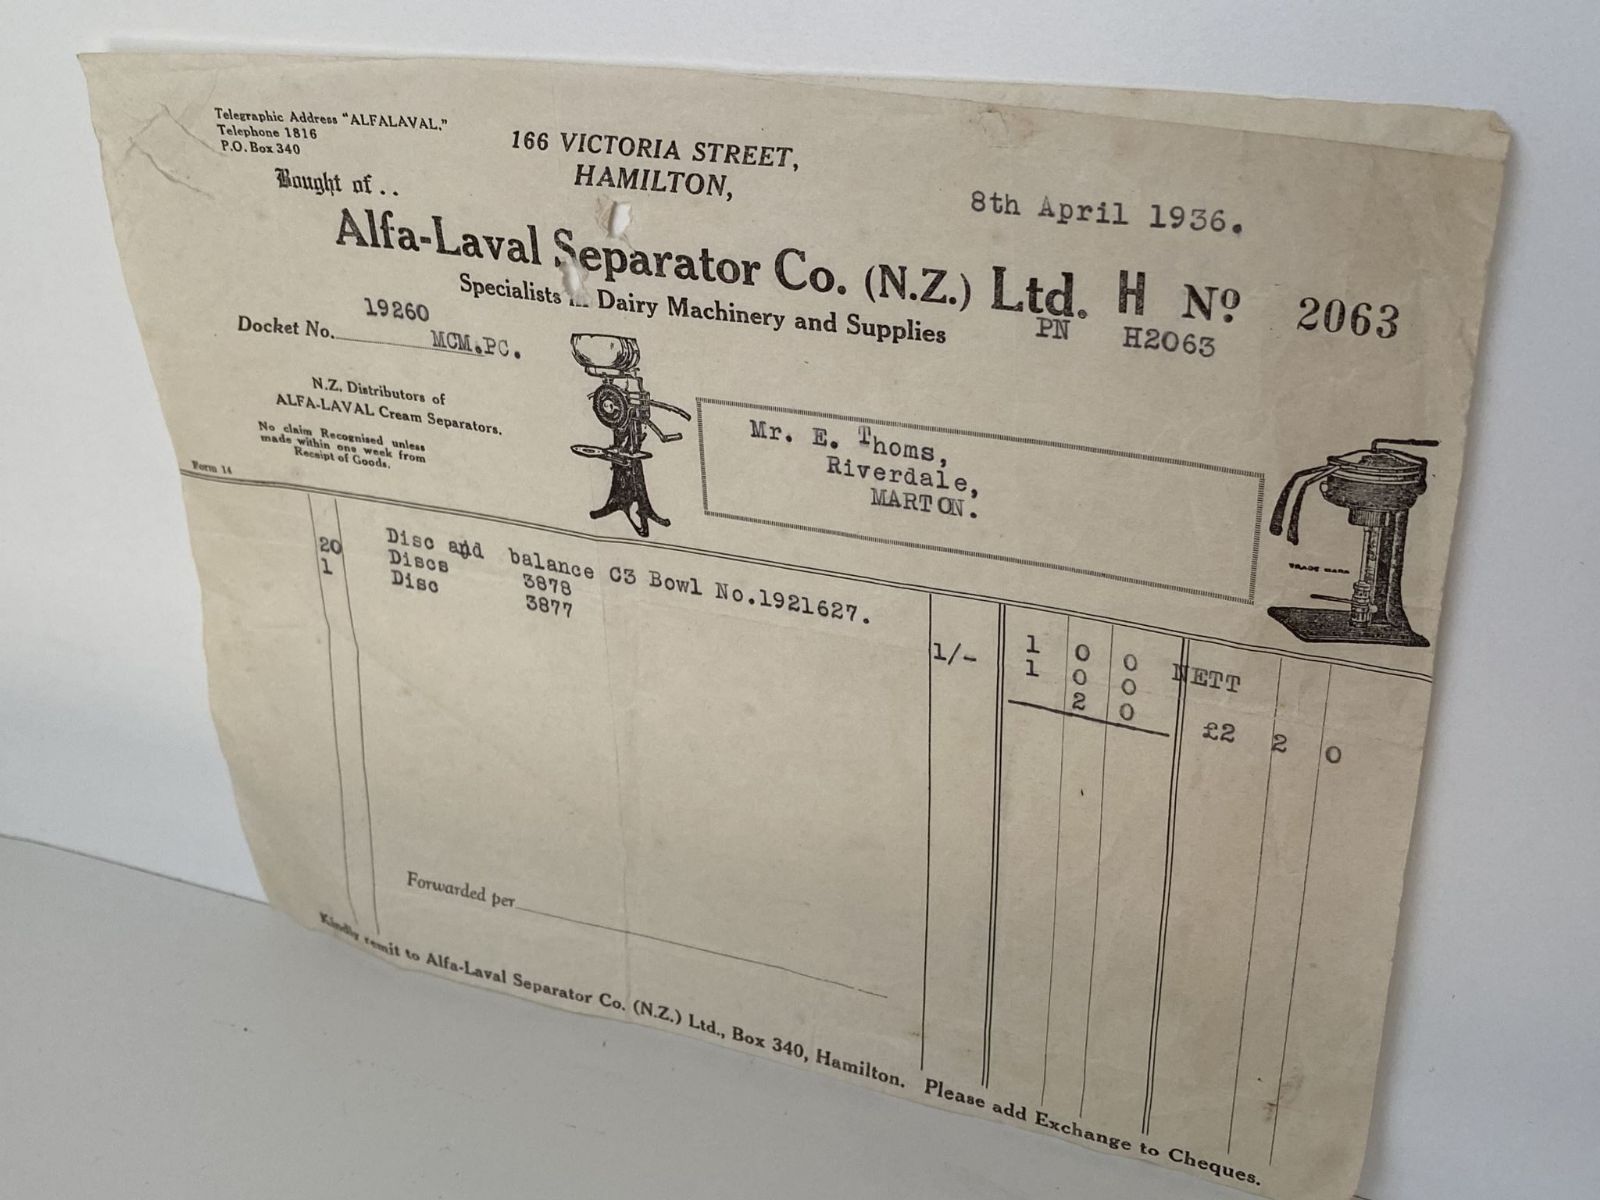 Telegraphic Address "ALFALAVAL."
Telephone 1816
P.O. Box 340
166 VICTORIA STREET,
HAMILTON,
8th April 1936.
Bought of ..
Alfa-Laval Separator Co. (N.Z.) Ltd. H No. 2063
Specialists in Dairy Machinery and Supplies
PN H2063
19260
Docket No. MCM.PC.
N.Z. Distributors of
ALFA-LAVAL Cream Separators.
No claim Recognised unless
made within one week from
Receipt of Goods.
Form 14
Mr. E. Thoms,
Riverdale,
MARTON.
TRADE MARK
Disc and balance C3 Bowl No.1921627. 1 0 0 NETT
20 Discs 3878 1/- 1 0 0
1 Disc 3877 2 0
£2 2 0
Forwarded per
Kindly remit to Alfa-Laval Separator Co. (N.Z.) Ltd., Box 340, Hamilton. Please add Exchange to Cheques.